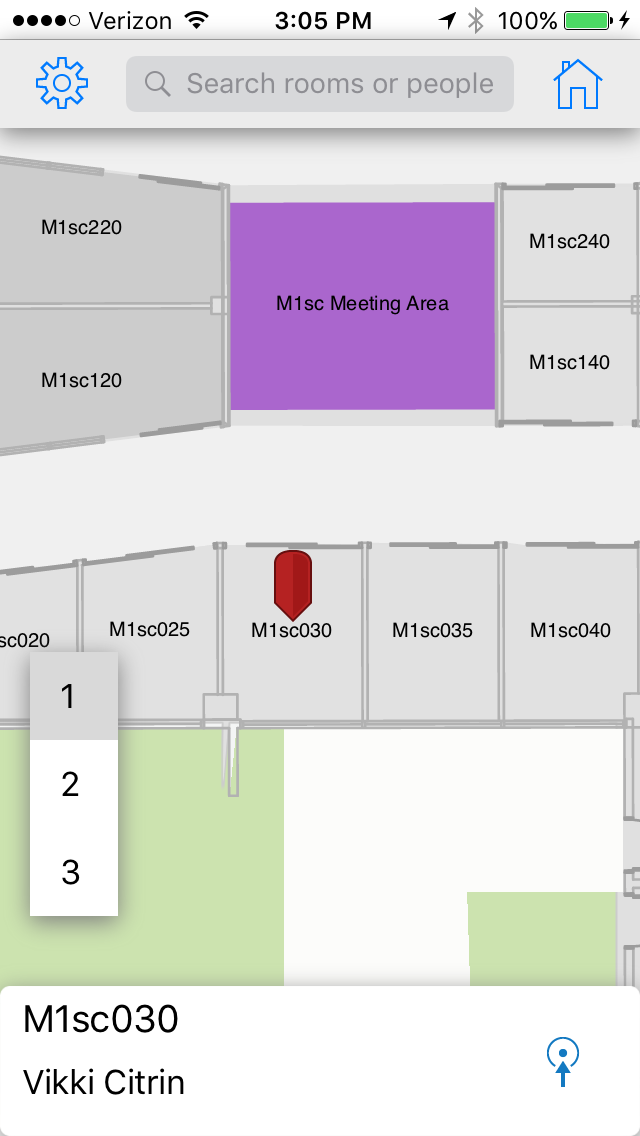 Verizon 3:05 PM 100%
Search rooms or people
M1sc220
M1sc240
M1sc Meeting Area
M1sc140
M1sc120
M1sc025
M1sc030
M1sc035
M1sc040
sc020
1
2
3
M1sc030
Vikki Citrin